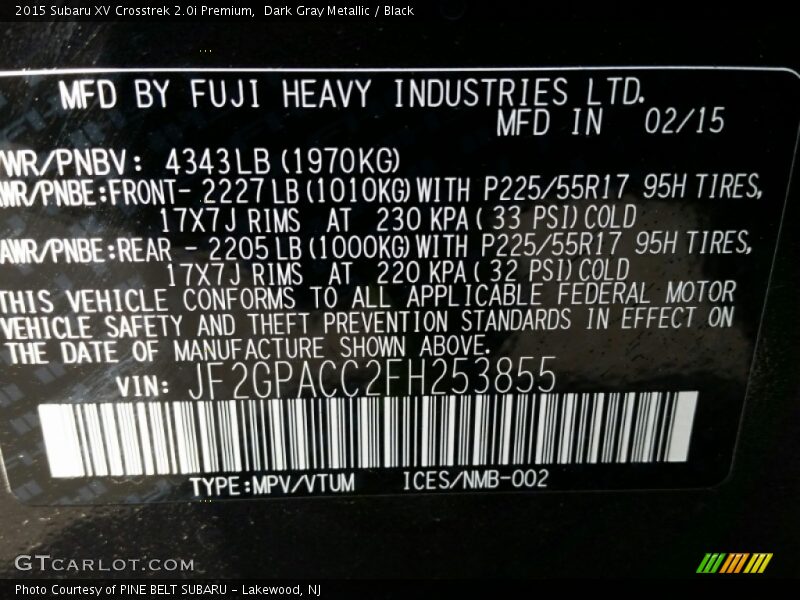 2015 Subaru XV Crosstrek 2.0i Premium,  Dark Gray Metallic / Black
MFD BY FUJI HEAVY INDUSTRIES LTD.
MFD IN 02/15
WR/PNBV: 4343LB (1970KG)
WR/PNBE:FRONT- 2227 LB (1010KG) WITH P225/55R17 95H TIRES,
17X7J RIMS AT 230 KPA ( 33 PSI) COLD
AWR/PNBE:REAR - 2205 LB (1000KG) WITH P225/55R17 95H TIRES,
17X7J RIMS AT 220 KPA ( 32 PSI) COLD
THIS VEHICLE CONFORMS TO ALL APPLICABLE FEDERAL MOTOR
VEHICLE SAFETY AND THEFT PREVENTION STANDARDS IN EFFECT ON
THE DATE OF MANUFACTURE SHOWN ABOVE.
VIN: JF2GPACC2FH253855
TYPE:MPV/VTUM ICES/NMB-002
GTCARLOT.COM
Photo Courtesy of PINE BELT SUBARU - Lakewood, NJ